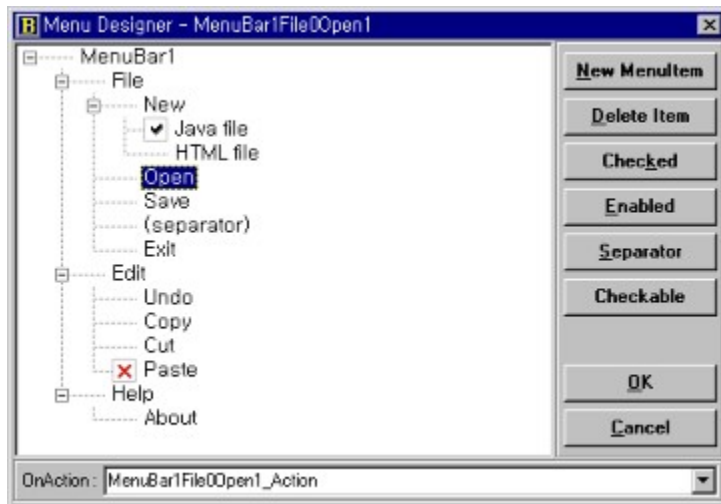 Menu Designer - MenuBar1File0Open1
MenuBar1
File
New
Java file
HTML file
Open
Save
(separator)
Exit
Edit
Undo
Copy
Cut
Paste
Help
About
New MenuItem
Delete Item
Checked
Enabled
Separator
Checkable
OK
Cancel
OnAction: MenuBar1File0Open1_Action